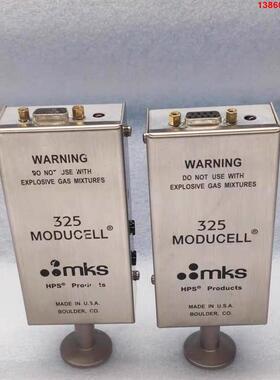 13860
WARNING
DO NOT USE WITH
EXPLOSIVE GAS MIXTURES
325
MODUCELL®
mks
HPS® Products
MADE IN U.S.A.
BOULDER, CO.
WARNING
DO NOT USE WITH
EXPLOSIVE GAS MIXTURES
325
MODUCELL®
mks
HPS® Products
MADE IN U.S.A.
BOULDER, CO.